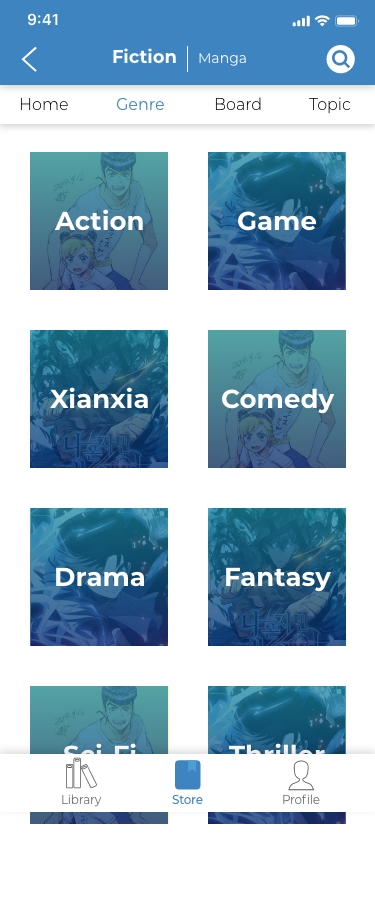 9:41
Fiction
Manga
Home
Genre
Board
Topic
Action
Game
Xianxia
Comedy
Drama
Fantasy
Sci-Fi
Thriller
Library
Store
Profile